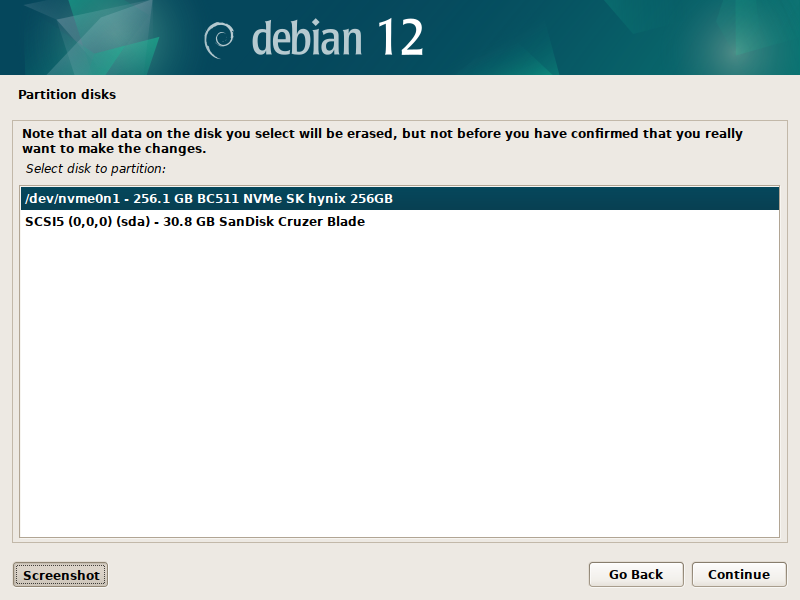 debian 12
Partition disks
Note that all data on the disk you select will be erased, but not before you have confirmed that you really
want to make the changes.
Select disk to partition:
/dev/nvme0n1 - 256.1 GB BC511 NVMe SK hynix 256GB
SCSI5 (0,0,0) (sda) - 30.8 GB SanDisk Cruzer Blade
Screenshot
Go Back
Continue